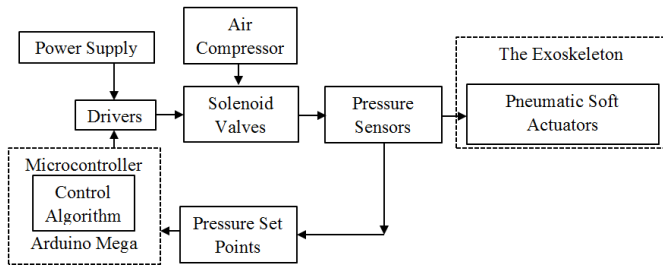 Air
Compressor
Power Supply
The Exoskeleton
Drivers
Solenoid
Valves
Pressure
Sensors
Pneumatic Soft
Actuators
Microcontroller
Control
Algorithm
Arduino Mega
Pressure Set
Points